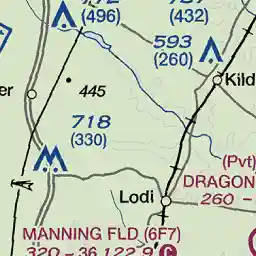 (496)
(432)
593
(260)
Kild
er
445
718
(330)
(Pvt)
DRAGON
Lodi
260 -
MANNING FLD (6F7)
320 - 36 122.9 C